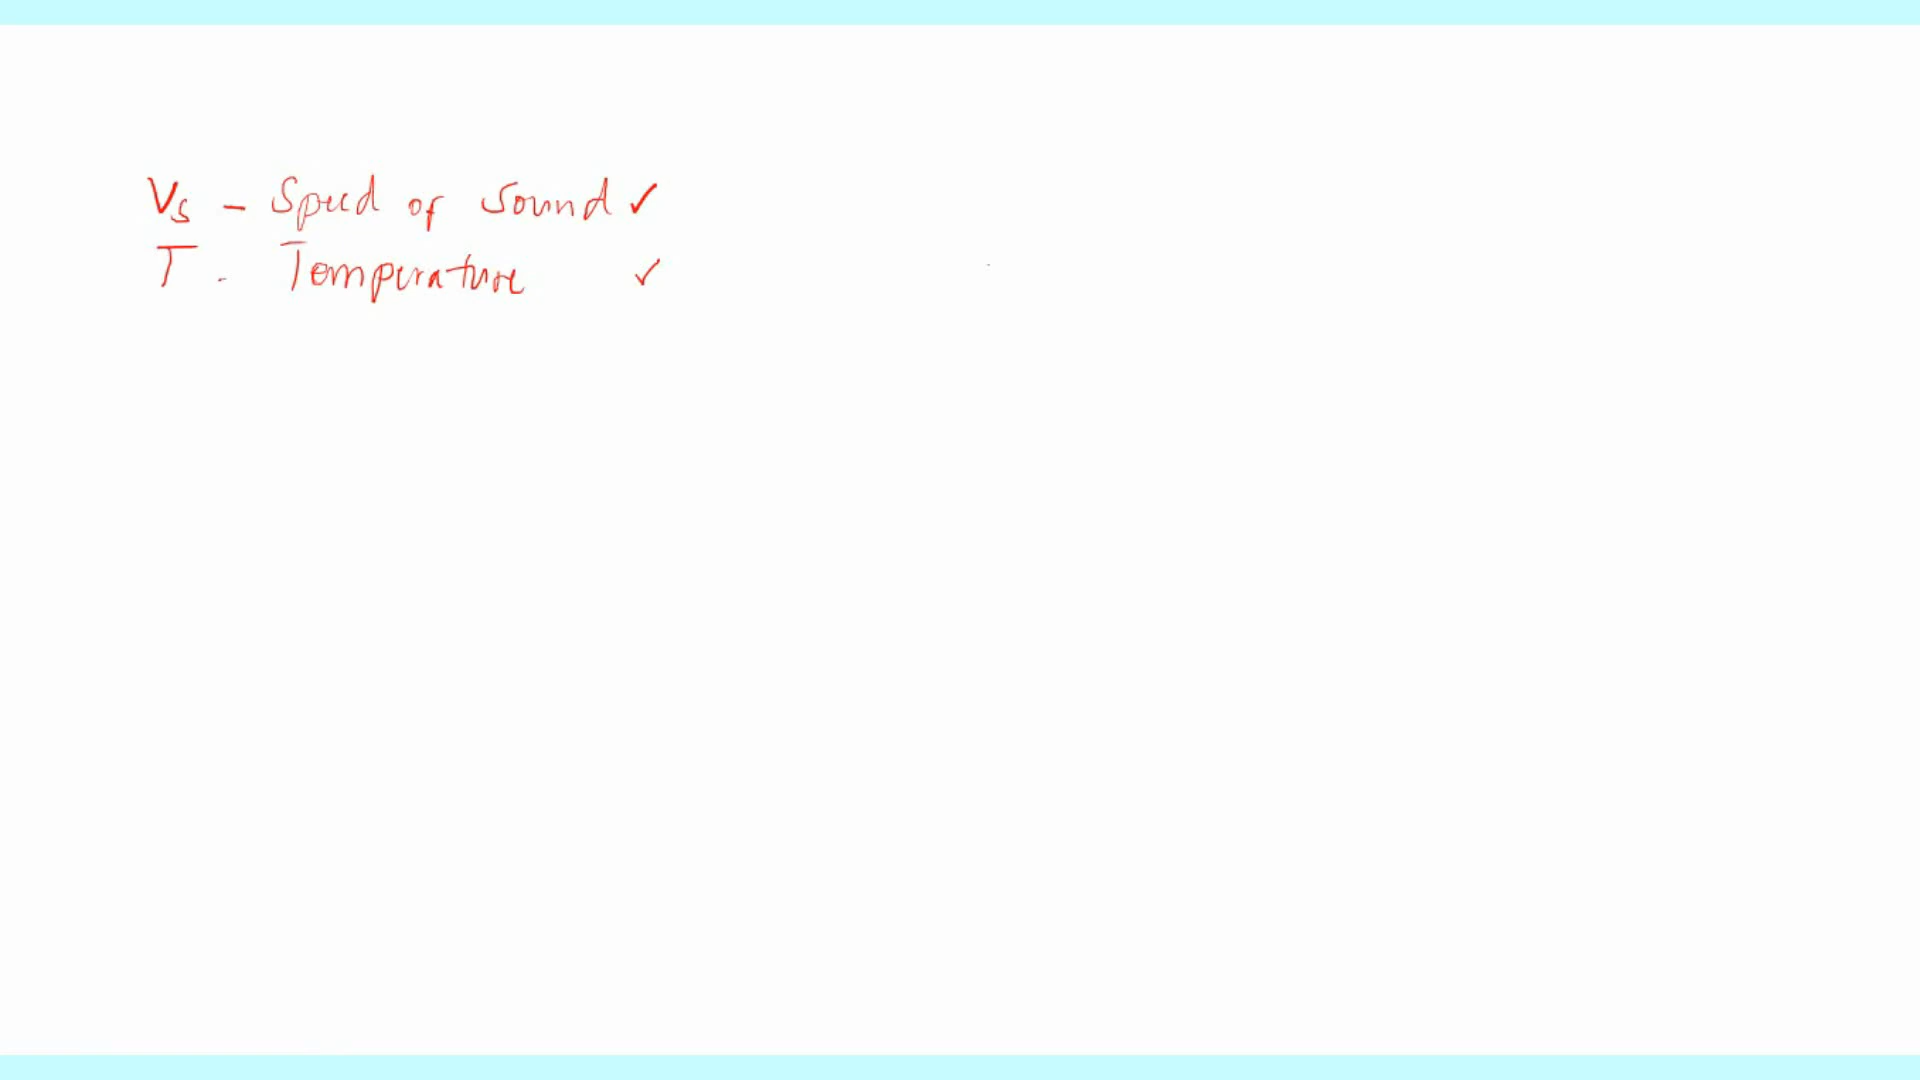 Vs - Speed of Sound ✓
T - Temperature ✓